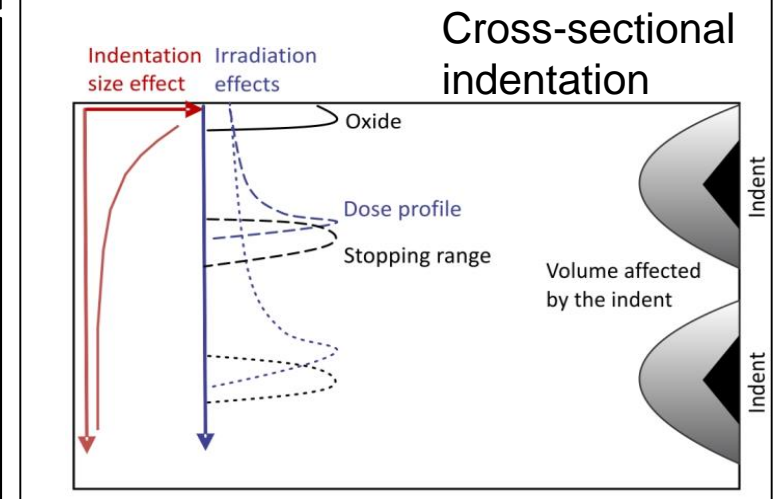 Cross-sectional
indentation
Indentation
size effect
Irradiation
effects
Oxide
Dose profile
Stopping range
Volume affected
by the indent
Indent
Indent